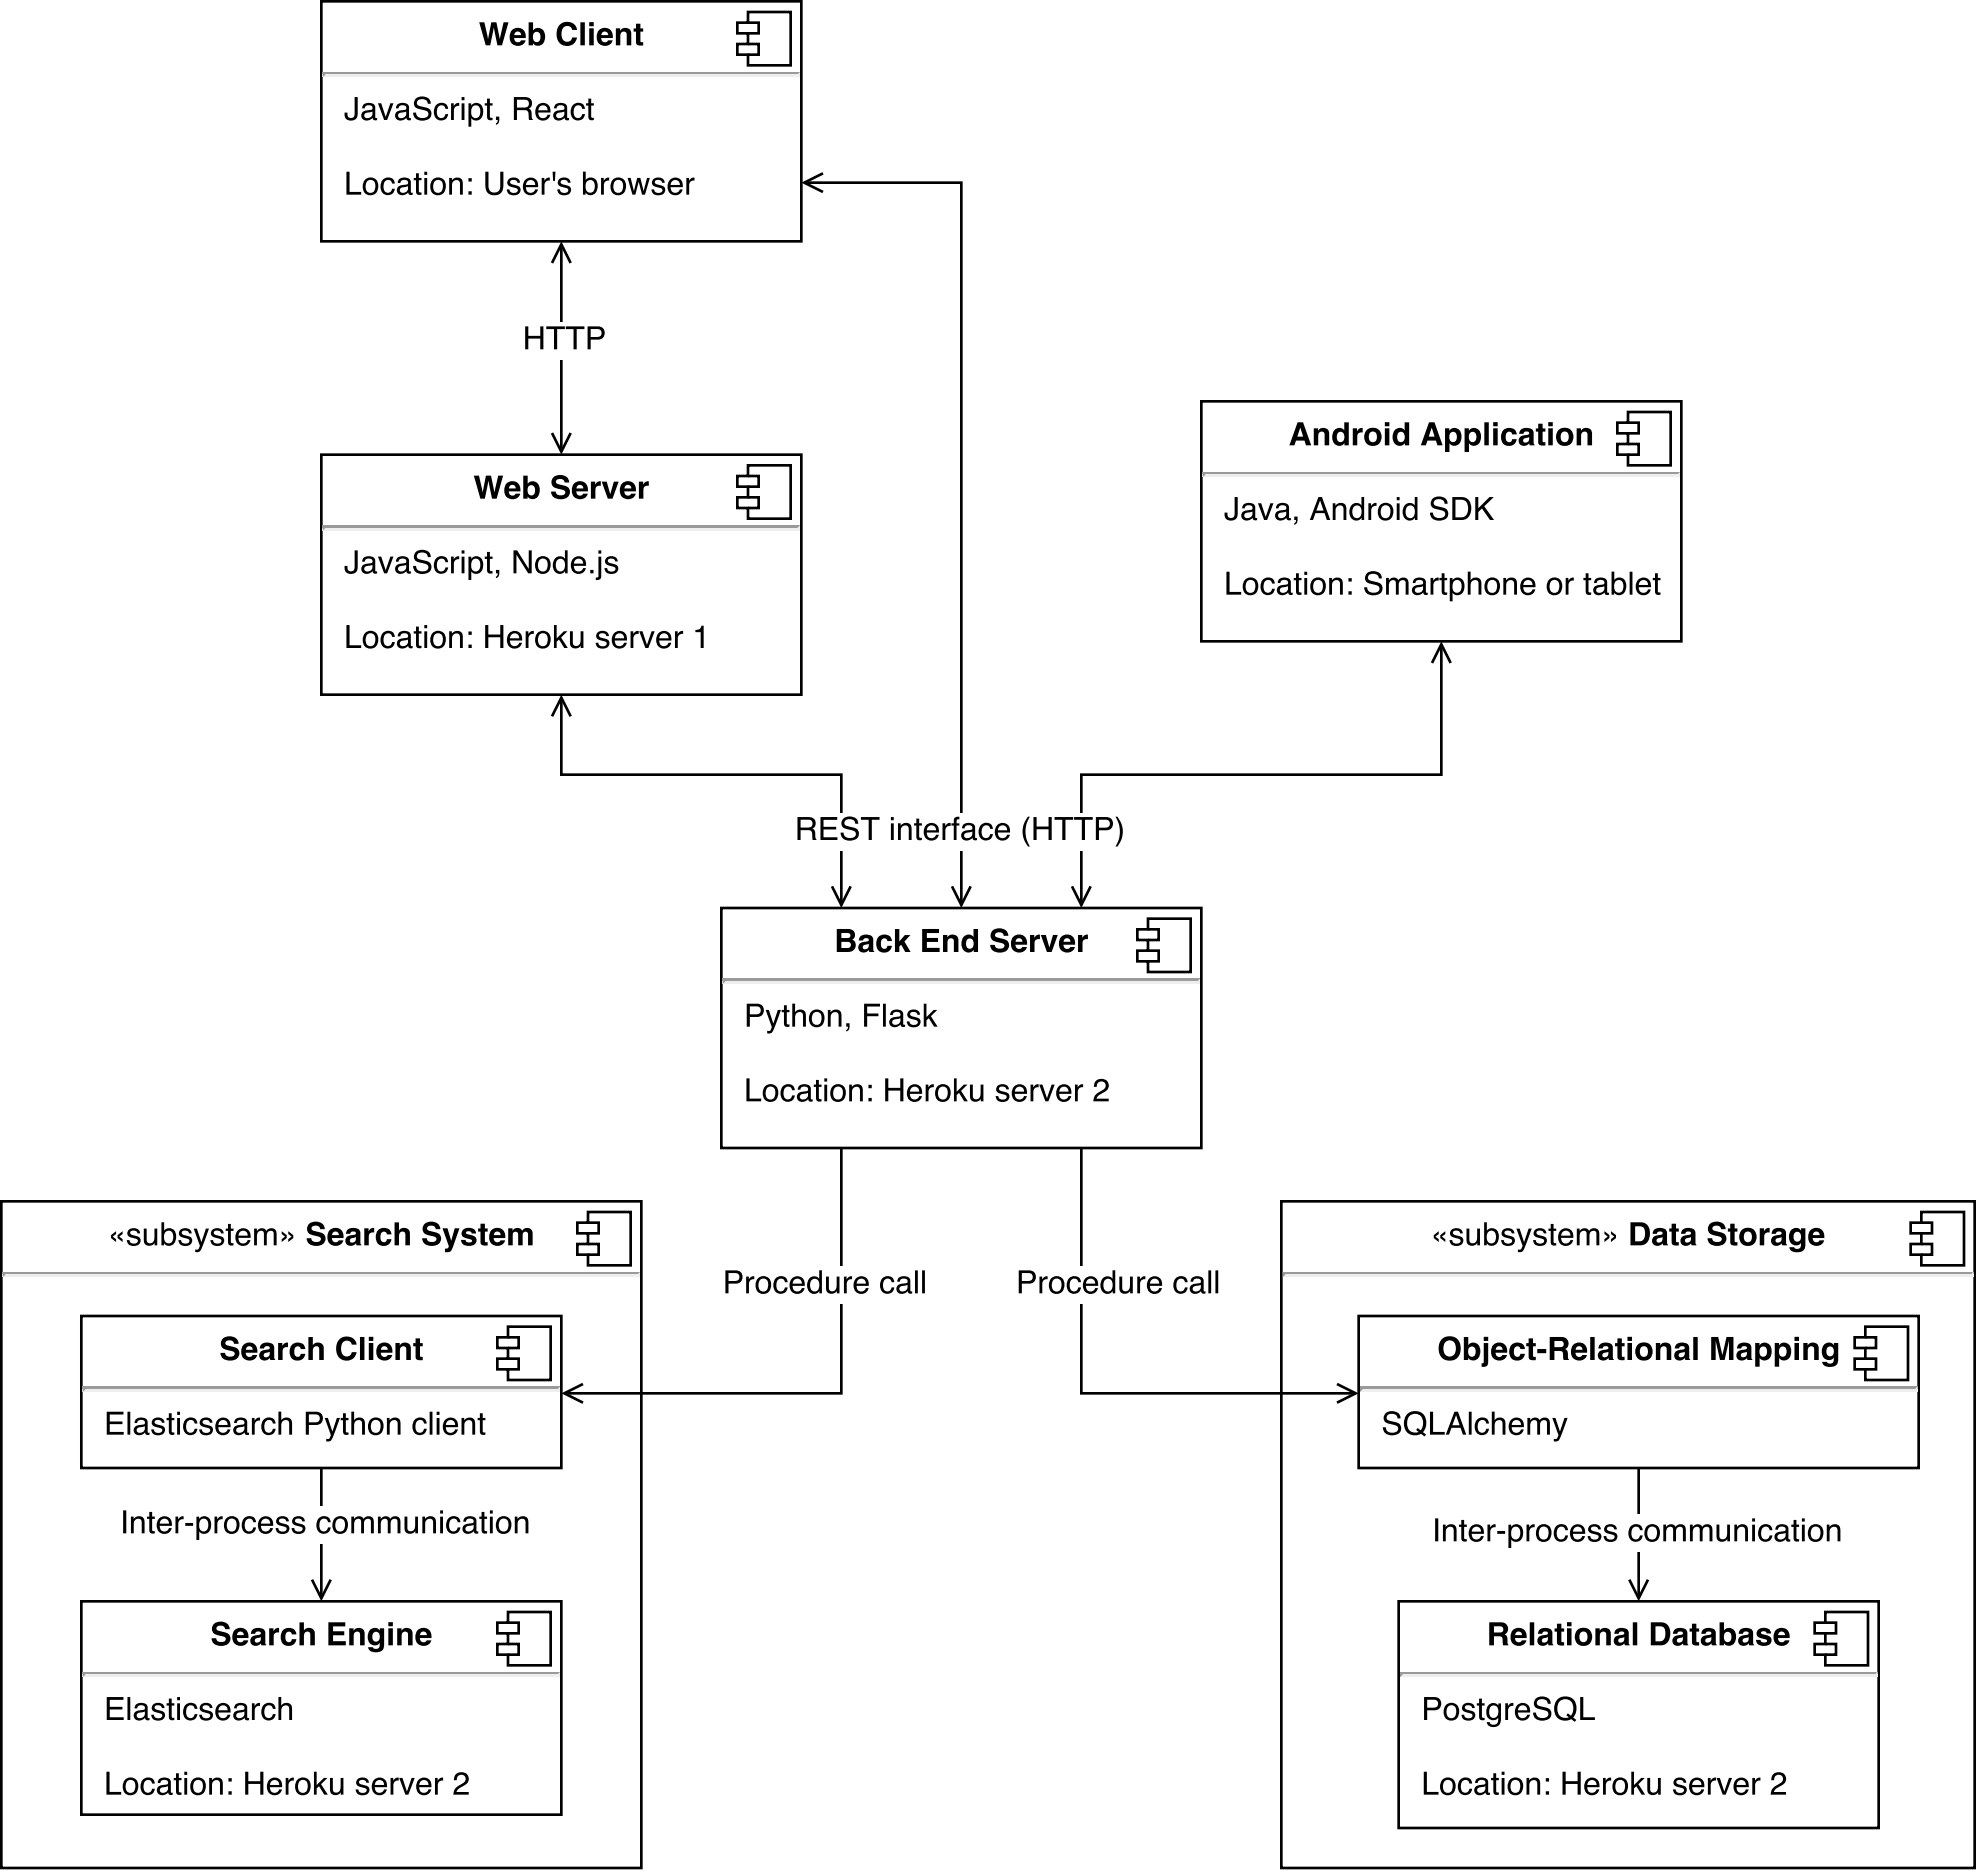 Web Client
JavaScript, React
Location: User's browser
HTTP
Web Server
JavaScript, Node.js
Location: Heroku server 1
Android Application
Java, Android SDK
Location: Smartphone or tablet
REST interface (HTTP)
Back End Server
Python, Flask
Location: Heroku server 2
Procedure call
Procedure call
«subsystem» Search System
Search Client
Elasticsearch Python client
Inter-process communication
Search Engine
Elasticsearch
Location: Heroku server 2
«subsystem» Data Storage
Object-Relational Mapping
SQLAlchemy
Inter-process communication
Relational Database
PostgreSQL
Location: Heroku server 2